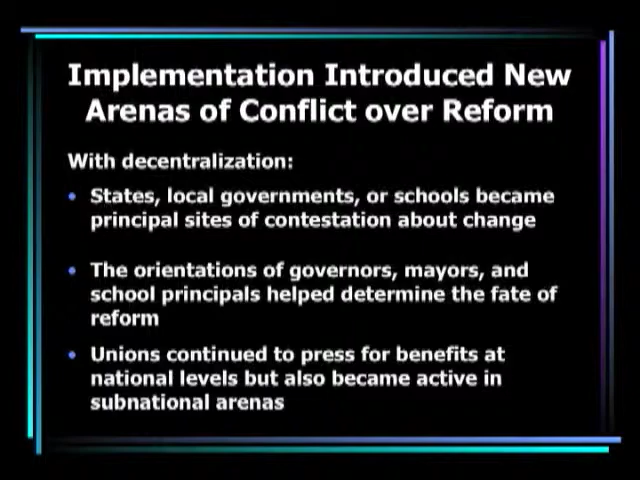 Implementation Introduced New
Arenas of Conflict over Reform
With decentralization:
• States, local governments, or schools became
principal sites of contestation about change
• The orientations of governors, mayors, and
school principals helped determine the fate of
reform
• Unions continued to press for benefits at
national levels but also became active in
subnational arenas